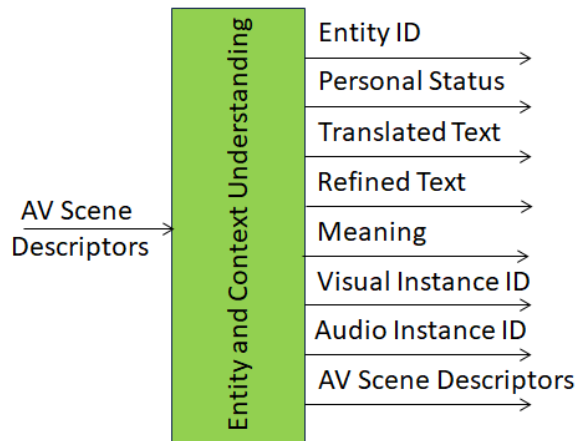 AV Scene
Descriptors
Entity and Context Understanding
Entity ID
Personal Status
Translated Text
Refined Text
Meaning
Visual Instance ID
Audio Instance ID
AV Scene Descriptors